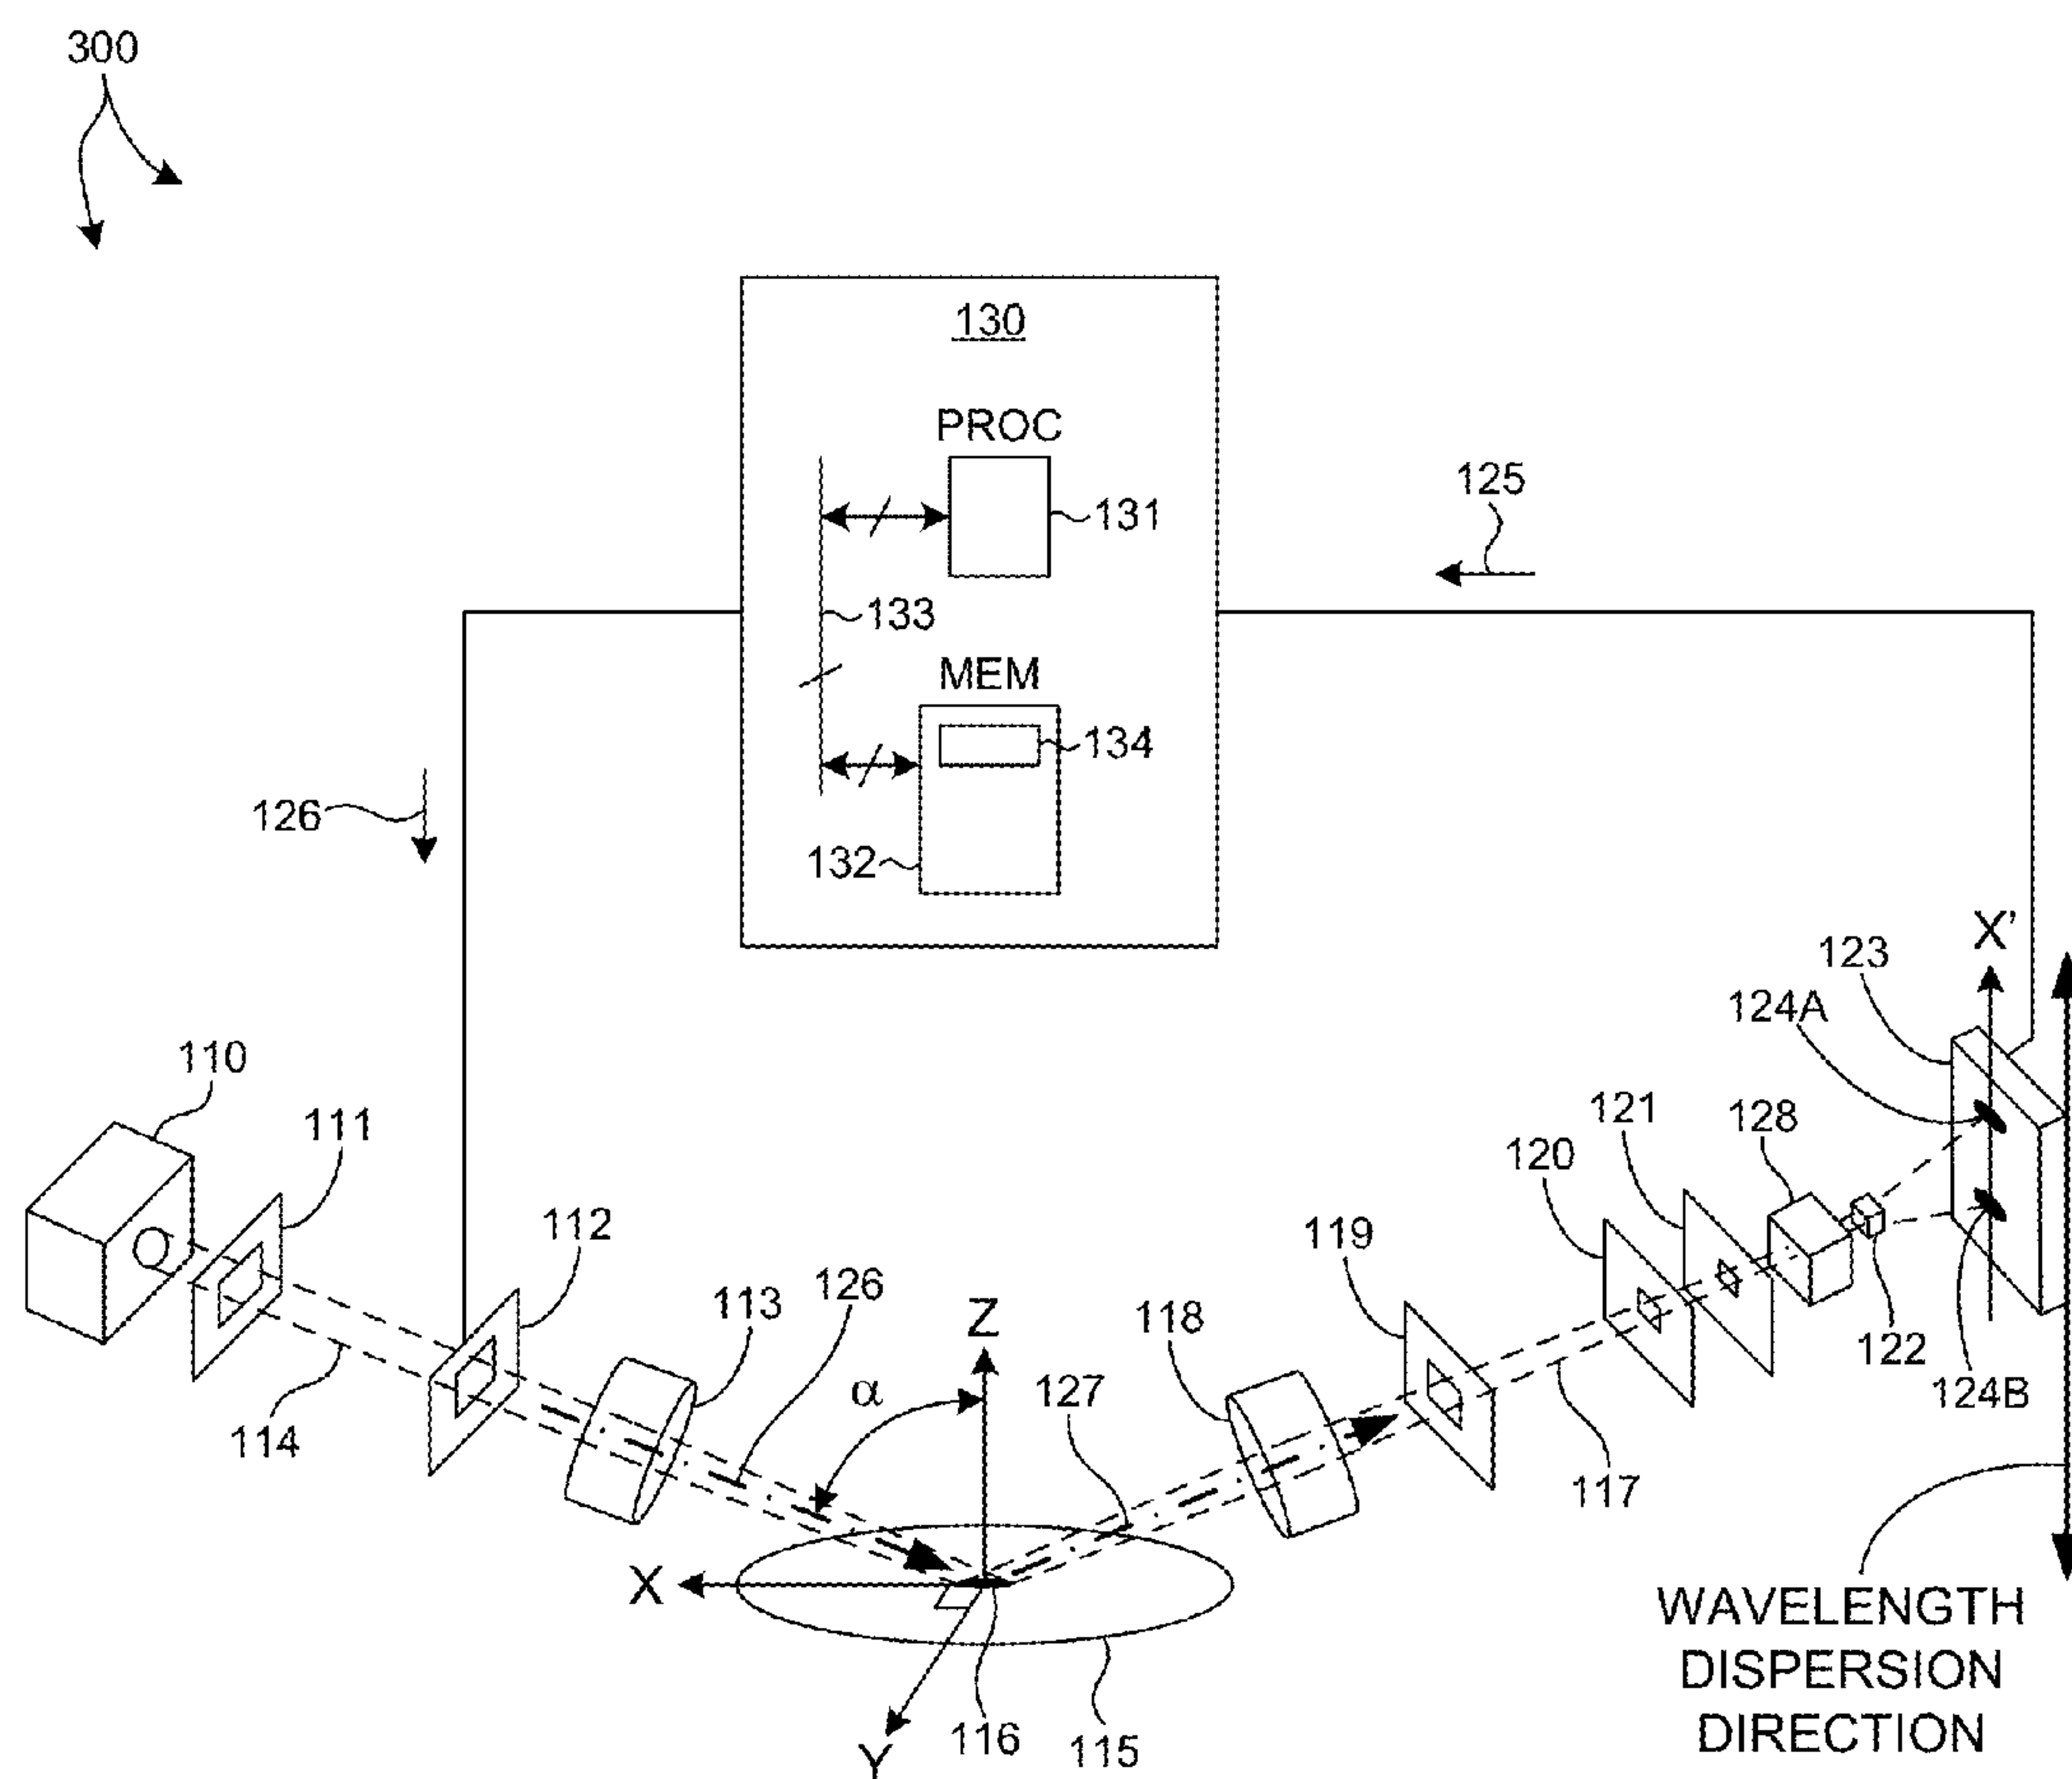 300
130
PROC
125
131
133
MEM
134
126
132
X'
123
124A
110
111
121
128
120
112
119
126
113
Z
118
122
127
α
124B
114
117
X
WAVELENGTH
DISPERSION
DIRECTION
116
115
Y